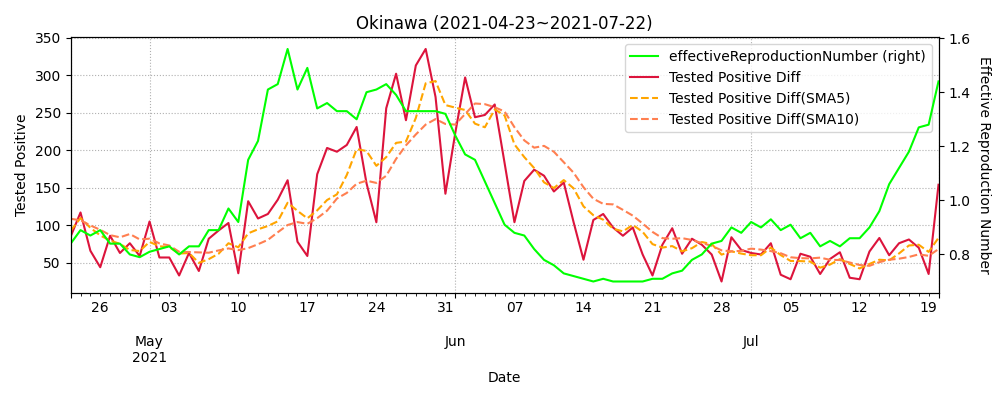 Okinawa (2021-04-23~2021-07-22)
350
300
250
200
150
100
50
Tested Positive
1.6
1.4
1.2
1.0
0.8
Effective Reproduction Number
effectiveReproductionNumber (right)
Tested Positive Diff
Tested Positive Diff(SMA5)
Tested Positive Diff(SMA10)
26 03 10 17 24 31 07 14 21 28 05 12 19
May Jun Jul
2021
Date